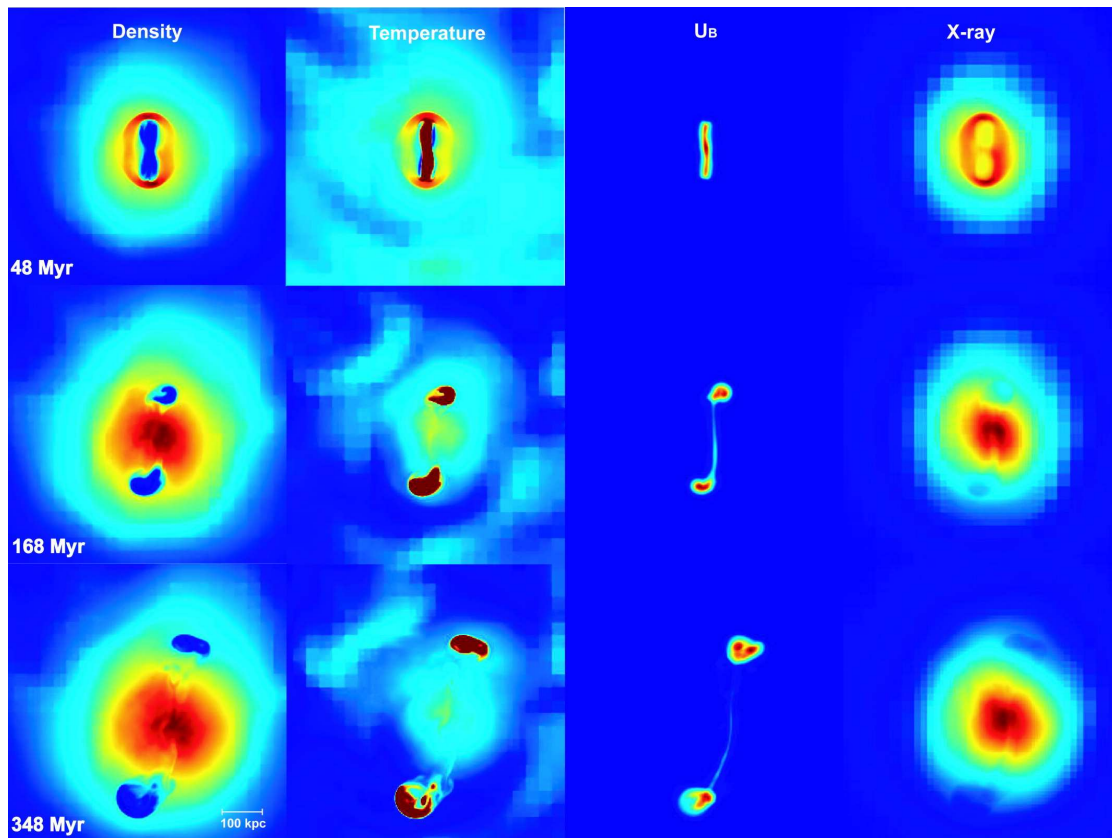 Density
Temperature
UB
X-ray
48 Myr
168 Myr
348 Myr
100 kpc